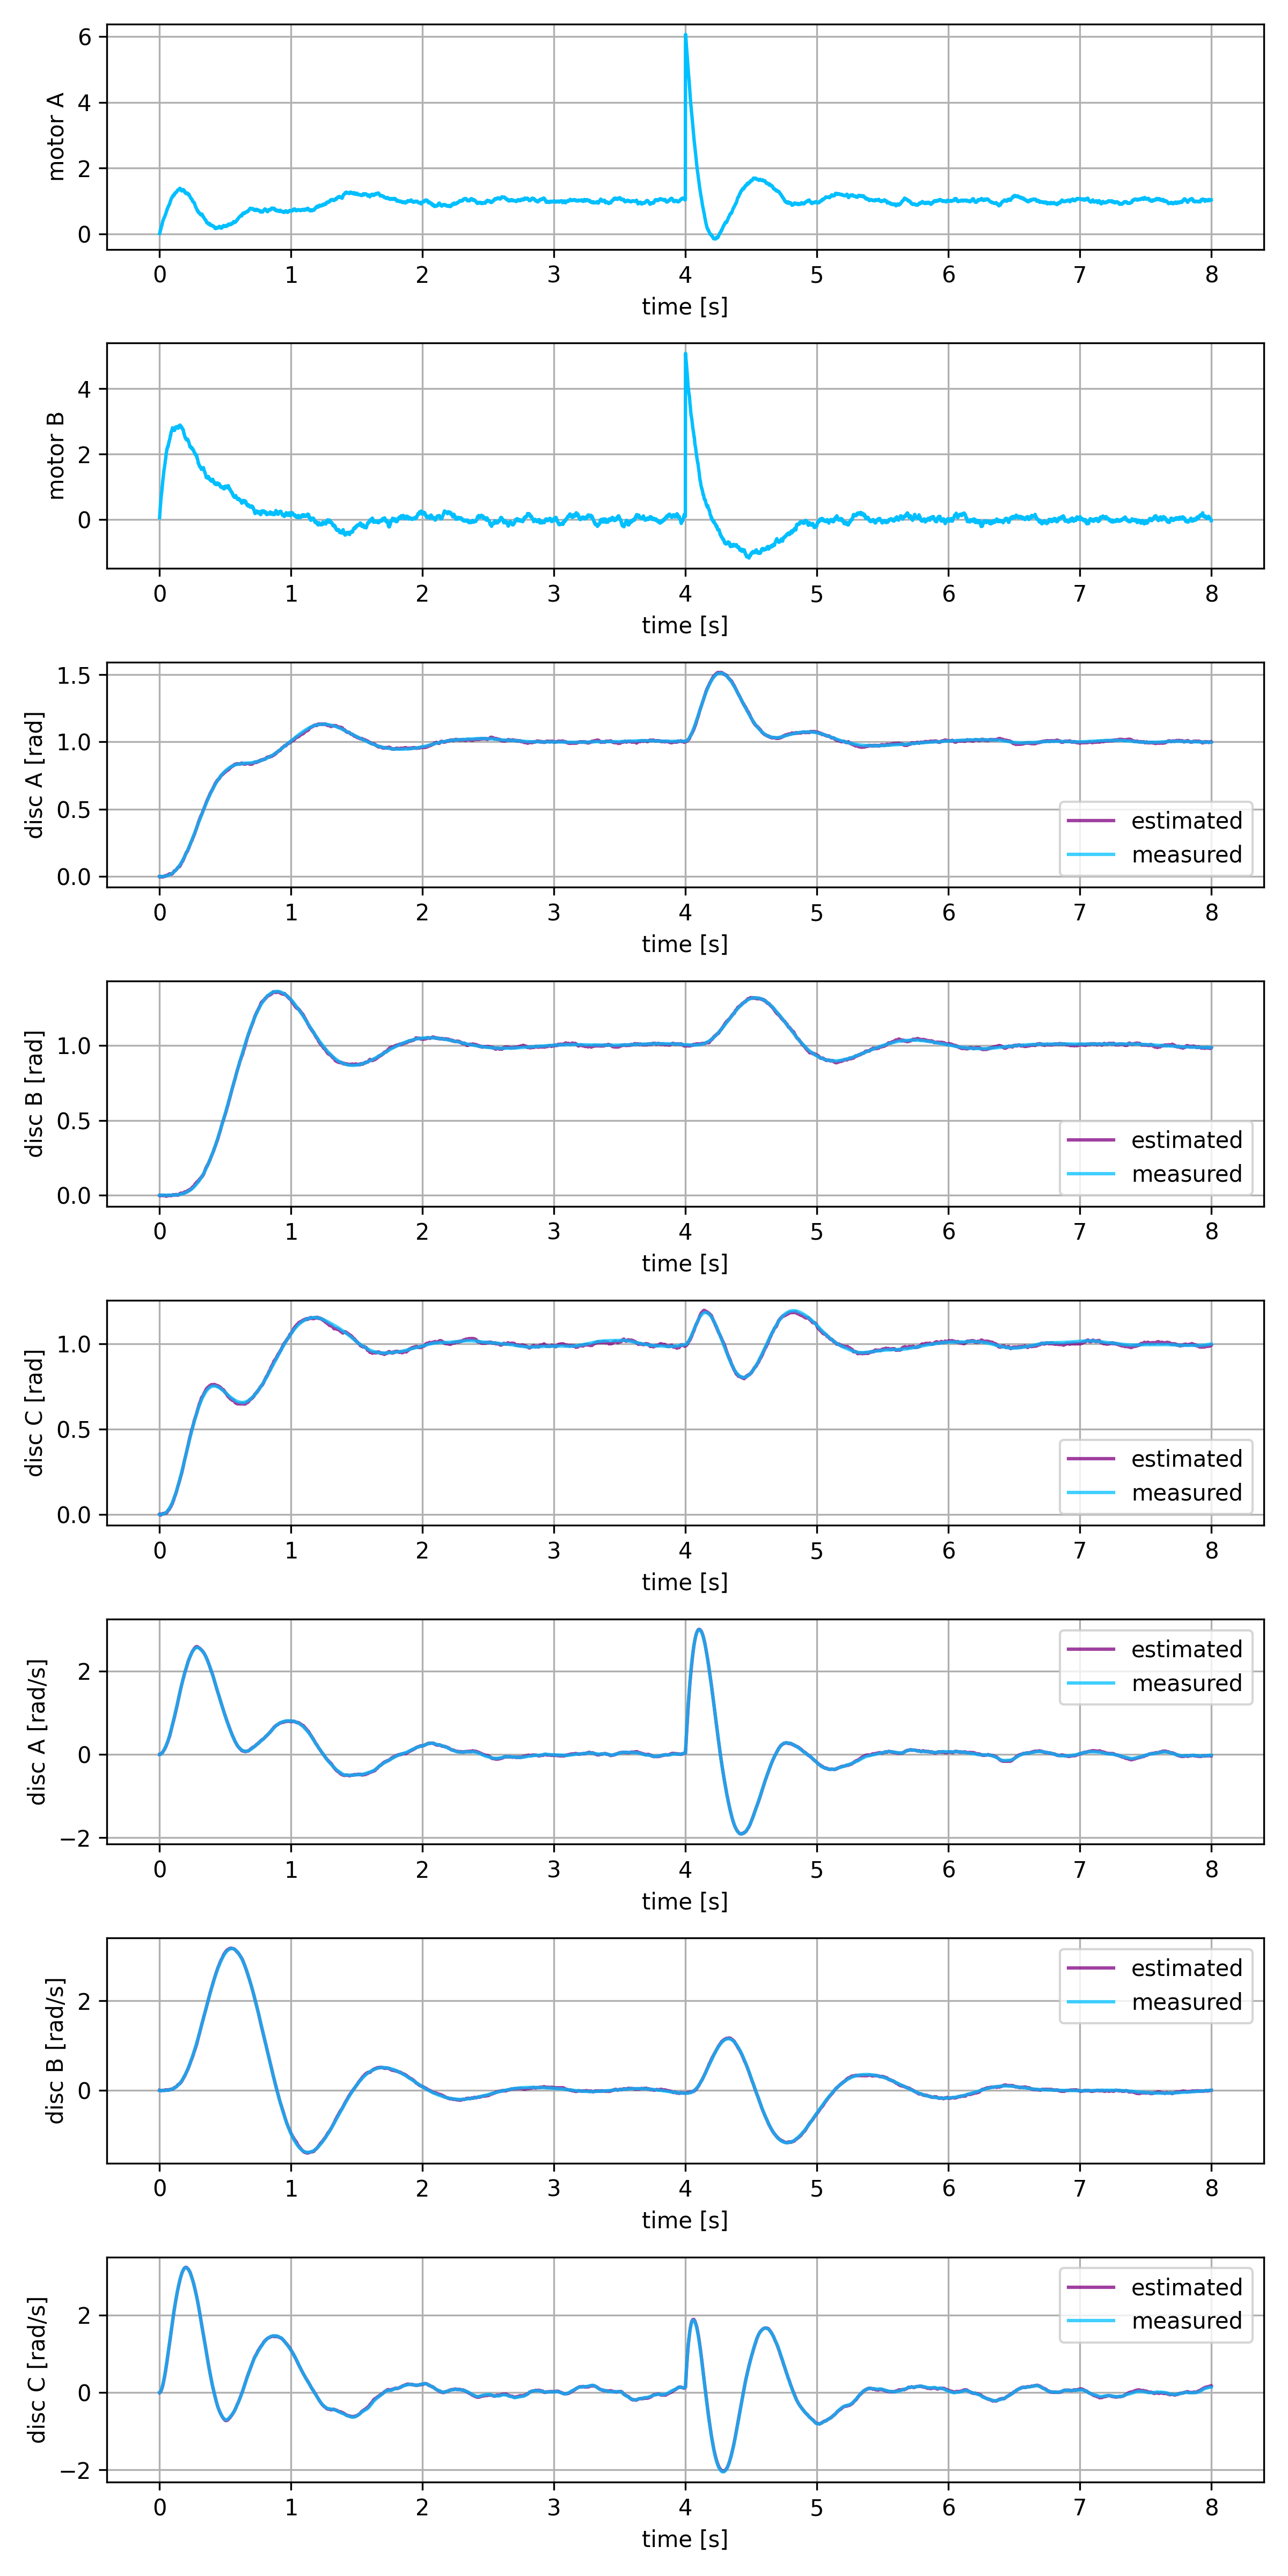 motor A
6
4
2
0
0 1 2 3 4 5 6 7 8
time [s]
motor B
4
2
0
0 1 2 3 4 5 6 7 8
time [s]
disc A [rad]
1.5
1.0
0.5
0.0
estimated
measured
0 1 2 3 4 5 6 7 8
time [s]
disc B [rad]
1.0
0.5
0.0
estimated
measured
0 1 2 3 4 5 6 7 8
time [s]
disc C [rad]
1.0
0.5
0.0
estimated
measured
0 1 2 3 4 5 6 7 8
time [s]
disc A [rad/s]
2
0
−2
estimated
measured
0 1 2 3 4 5 6 7 8
time [s]
disc B [rad/s]
2
0
estimated
measured
0 1 2 3 4 5 6 7 8
time [s]
disc C [rad/s]
2
0
−2
estimated
measured
0 1 2 3 4 5 6 7 8
time [s]